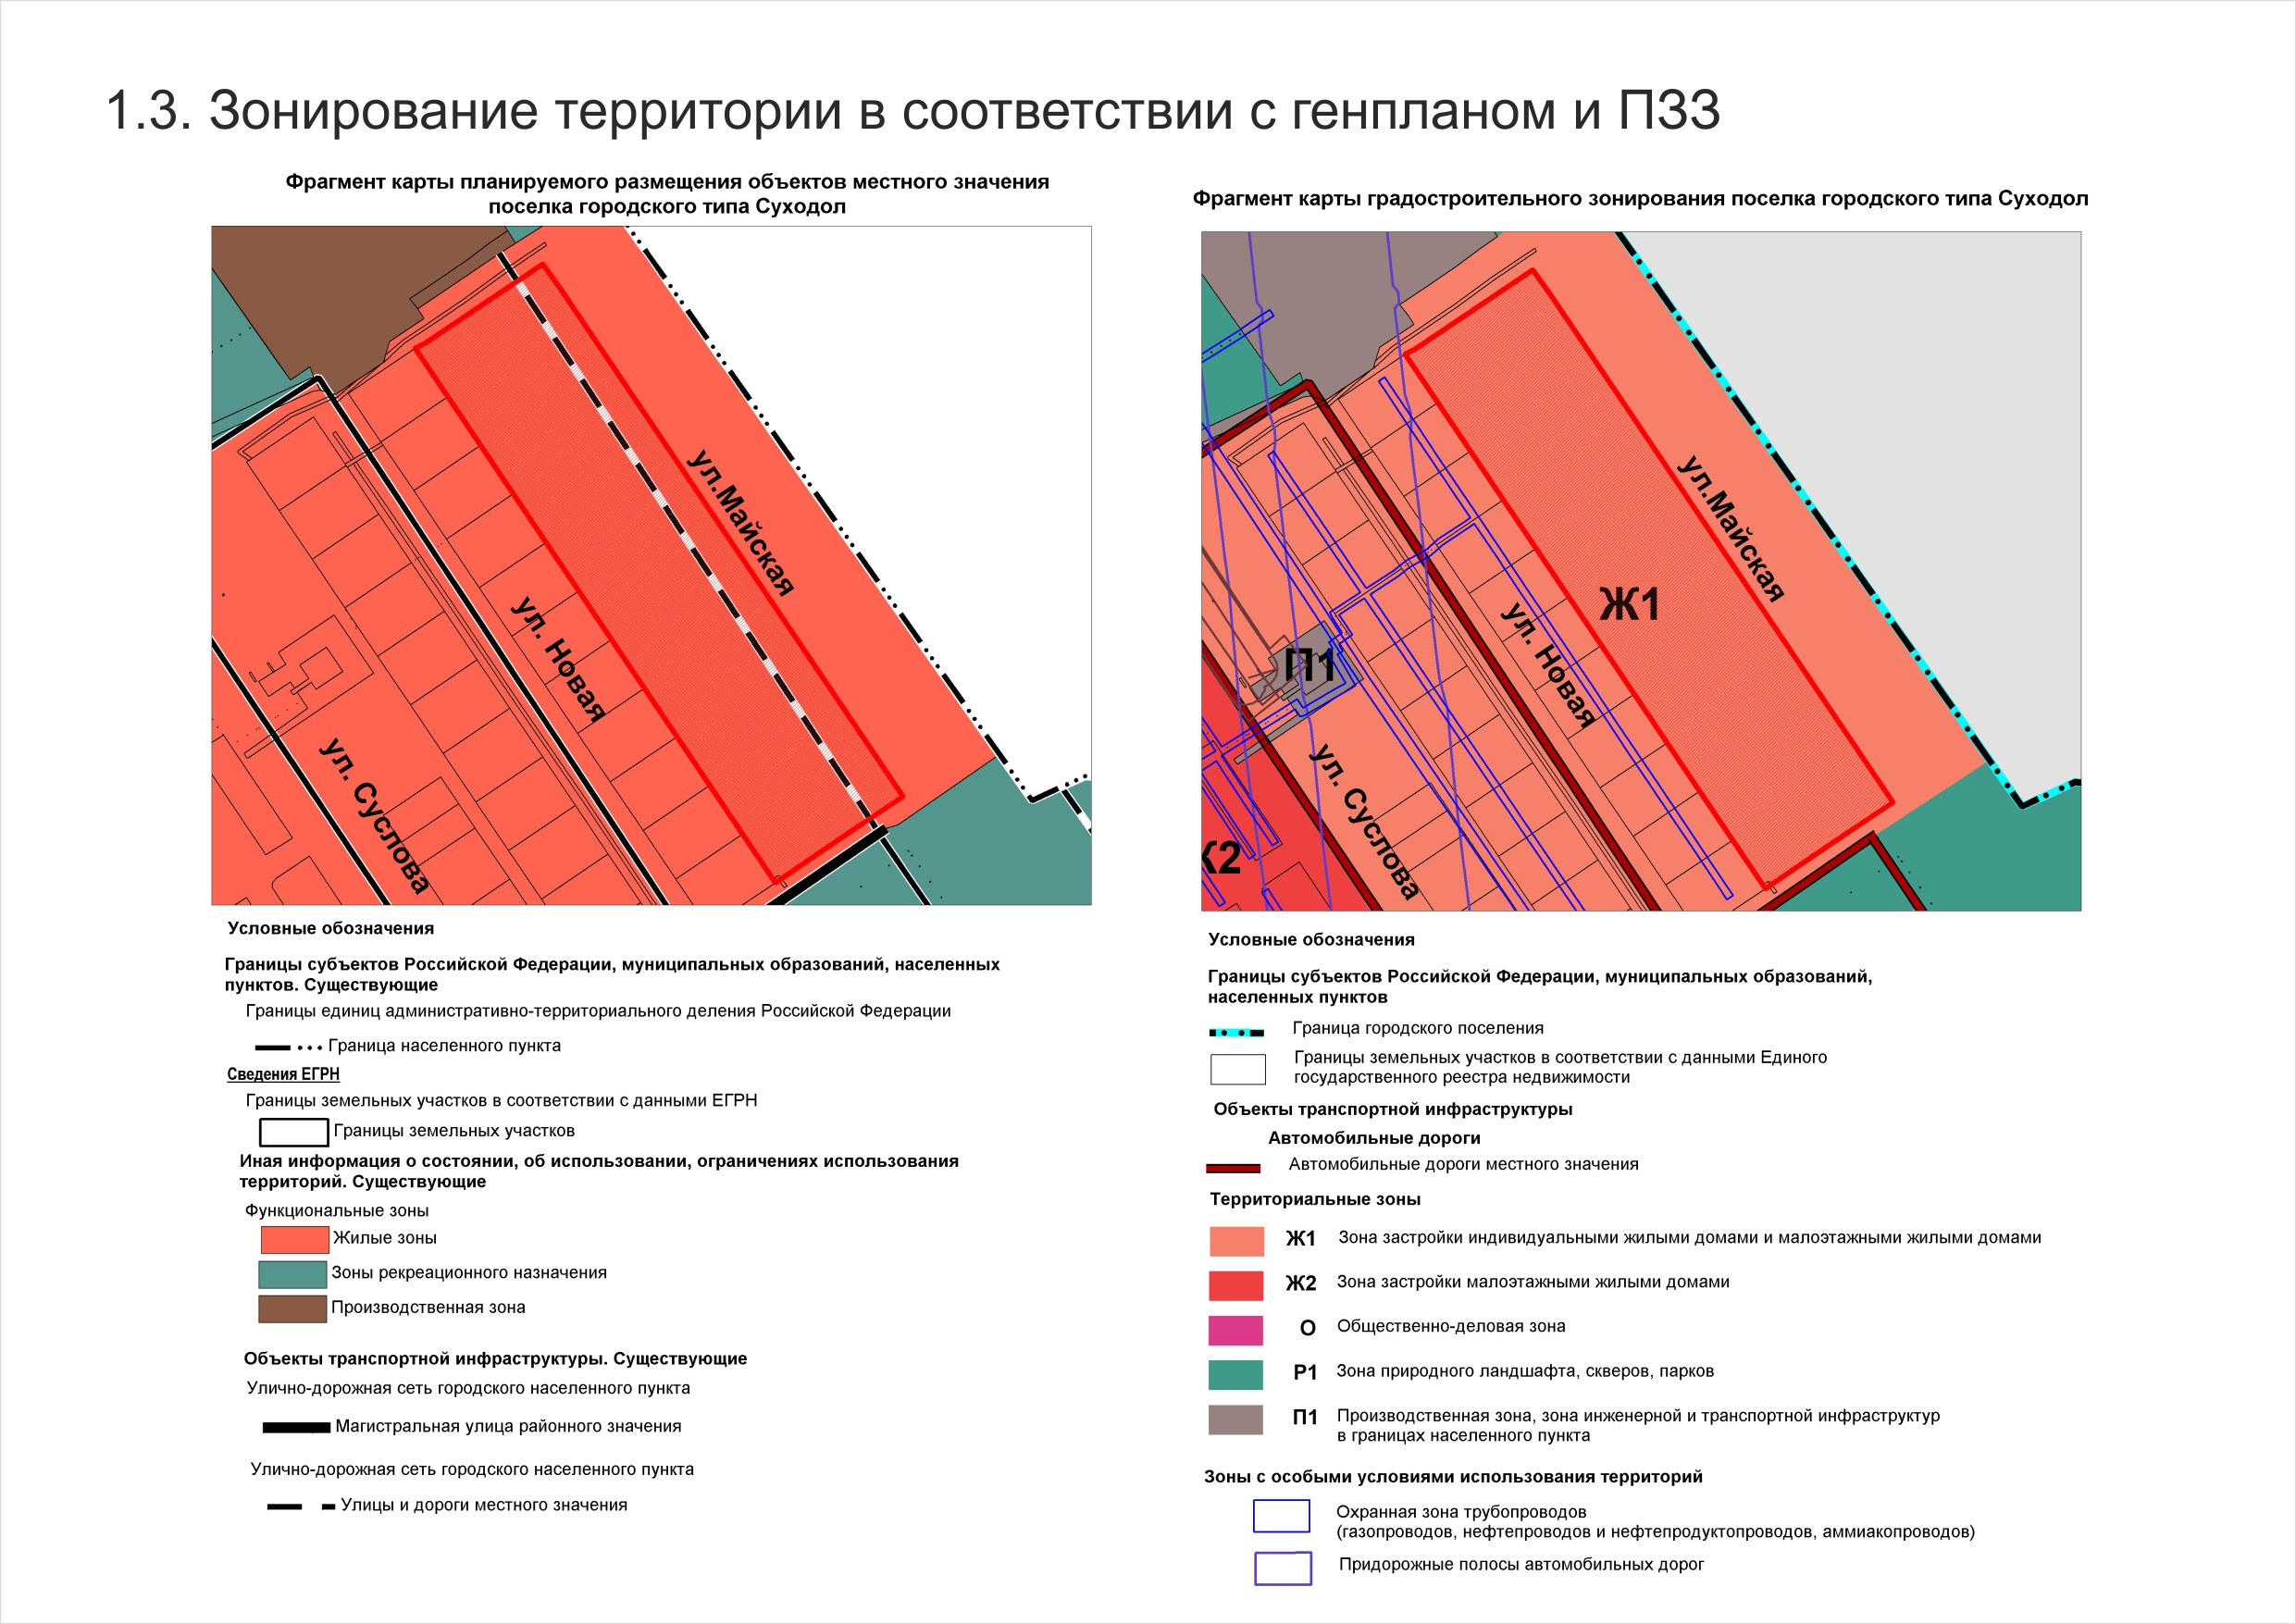 1.3. Зонирование территории в соответствии с генпланом и ПЗЗ
Фрагмент карты планируемого размещения объектов местного значения
поселка городского типа Суходол
ул.Майская
ул. Новая
ул. Суслова
Условные обозначения
Границы субъектов Российской Федерации, муниципальных образований, населенных
пунктов. Существующие
Границы единиц административно-территориального деления Российской Федерации
Граница населенного пункта
Сведения ЕГРН
Границы земельных участков в соответствии с данными ЕГРН
Границы земельных участков
Иная информация о состоянии, об использовании, ограничениях использования
территорий. Существующие
Функциональные зоны
Жилые зоны
Зоны рекреационного назначения
Производственная зона
Объекты транспортной инфраструктуры. Существующие
Улично-дорожная сеть городского населенного пункта
Магистральная улица районного значения
Улично-дорожная сеть городского населенного пункта
Улицы и дороги местного значения
Фрагмент карты градостроительного зонирования поселка городского типа Суходол
ул.Майская
Ж1
ул. Новая
П1
ул. Суслова
Ж2
Условные обозначения
Границы субъектов Российской Федерации, муниципальных образований,
населенных пунктов
Граница городского поселения
Границы земельных участков в соответствии с данными Единого
государственного реестра недвижимости
Объекты транспортной инфраструктуры
Автомобильные дороги
Автомобильные дороги местного значения
Территориальные зоны
Ж1 Зона застройки индивидуальными жилыми домами и малоэтажными жилыми домами
Ж2 Зона застройки малоэтажными жилыми домами
О Общественно-деловая зона
Р1 Зона природного ландшафта, скверов, парков
П1 Производственная зона, зона инженерной и транспортной инфраструктур
в границах населенного пункта
Зоны с особыми условиями использования территорий
Охранная зона трубопроводов
(газопроводов, нефтепроводов и нефтепродуктопроводов, аммиакопроводов)
Придорожные полосы автомобильных дорог